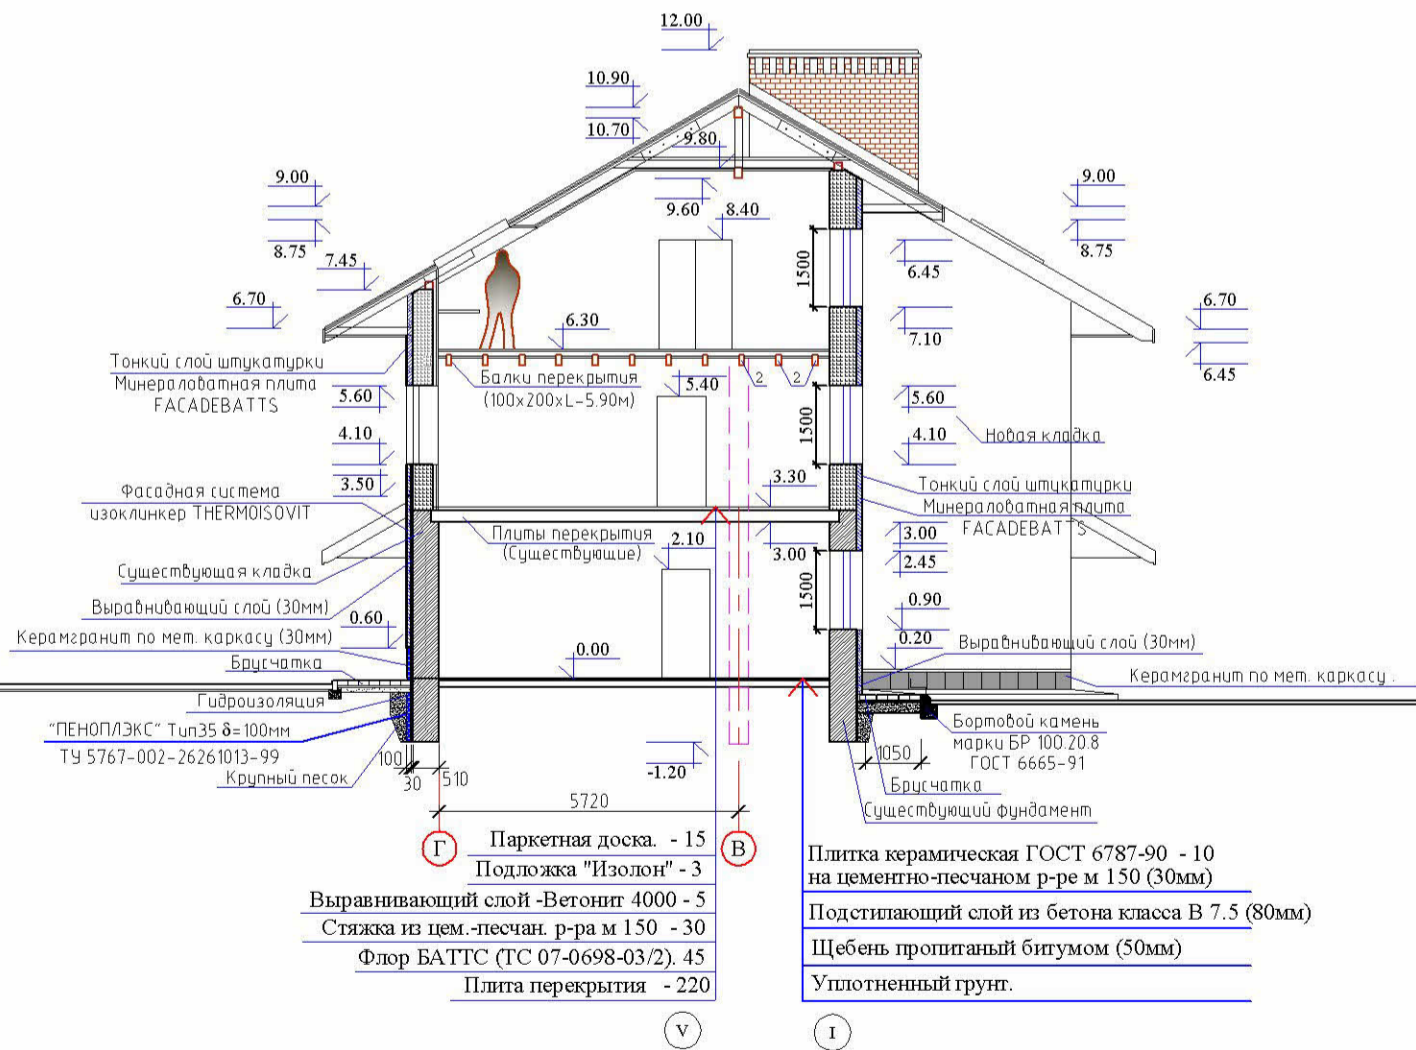 12.00
10.90
10.70
9.80
9.60
8.40
9.00
8.75
7.45
6.70
9.00
8.75
6.70
6.45
1500
6.45
7.10
6.30
Тонкий слой штукатурки
Минераловатная плита
FACADEBATTS
Балки перекрытия
(100x200xL-5.90м)
5.40
2
2
5.60
4.10
3.50
1500
5.60
4.10
Новая кладка
Фасадная система
изоклинкер THERMOISOVIT
3.30
Тонкий слой штукатурки
Минераловатная плита
FACADEBATTS
Плиты перекрытия
(Существующие)
2.10
3.00
3.00
2.45
1500
Существующая кладка
Выравнивающий слой (30мм)
0.60
0.90
Керамгранит по мет. каркасу (30мм)
Брусчатка
0.00
0.20
Выравнивающий слой (30мм)
Керамгранит по мет. каркасу .
Гидроизоляция
"ПЕНОПЛЭКС" Тип35 δ=100мм
ТУ 5767-002-26261013-99
Крупный песок
100
30
510
-1.20
1050
Бортовой камень
марки БР 100.20.8
ГОСТ 6665-91
Брусчатка
Существующий фундамент
5720
Г
В
Паркетная доска. - 15
Подложка "Изолон" - 3
Выравнивающий слой -Ветонит 4000 - 5
Стяжка из цем.-песчан. р-ра м 150 - 30
Флор БАТТС (ТС 07-0698-03/2). 45
Плита перекрытия - 220
V
Плитка керамическая ГОСТ 6787-90 - 10
на цементно-песчаном р-ре м 150 (30мм)
Подстилающий слой из бетона класса В 7.5 (80мм)
Щебень пропитаный битумом (50мм)
Уплотненный грунт.
I